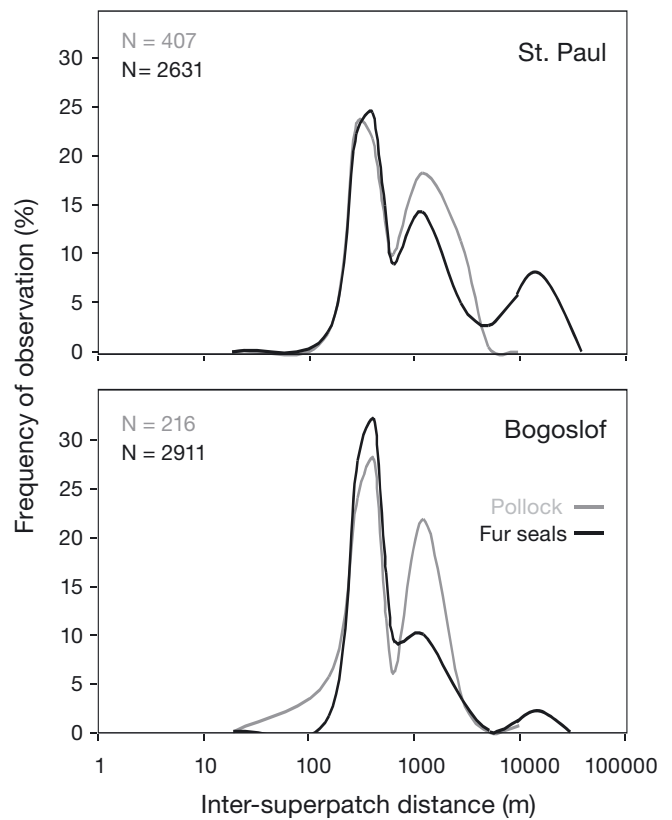 N = 407
N= 2631
St. Paul
30
25
20
15
10
5
0
Frequency of observation (%)
N = 216
N = 2911
Bogoslof
Pollock
Fur seals
30
25
20
15
10
5
0
1 10 100 1000 10000 100000
Inter-superpatch distance (m)